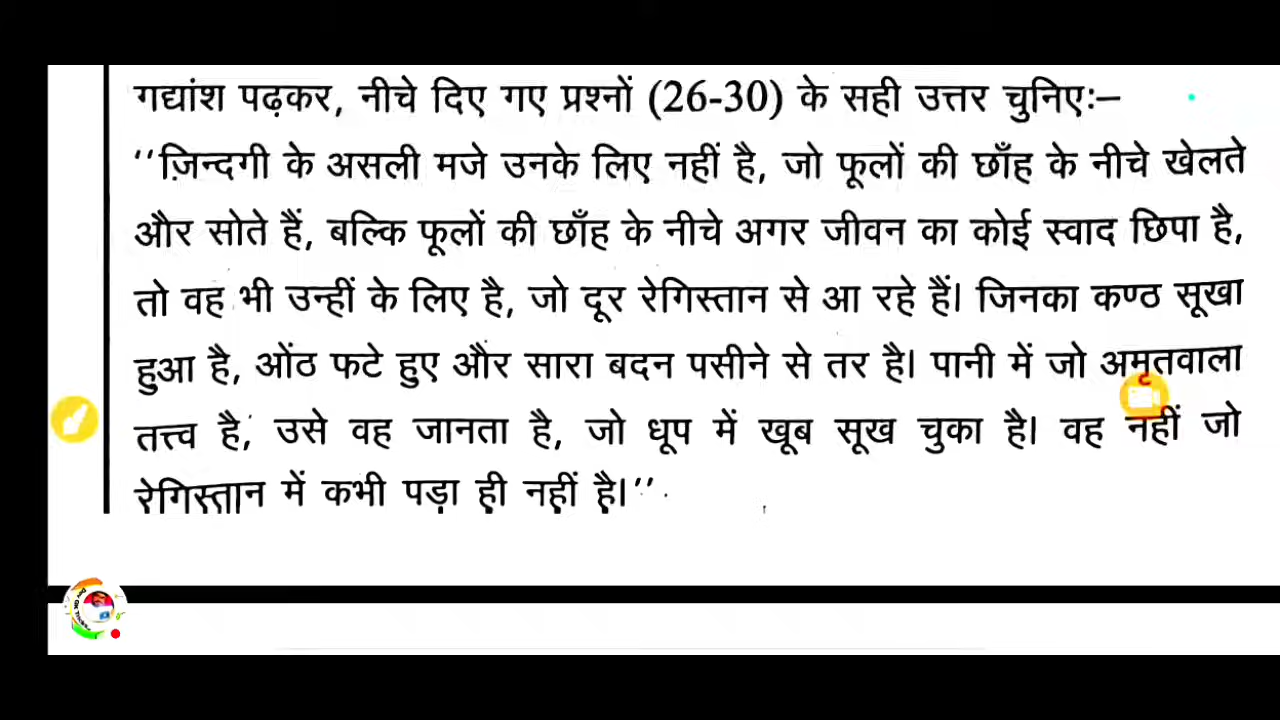 गद्यांश पढ़कर, नीचे दिए गए प्रश्नों (26-30) के सही उत्तर चुनिए:–
''ज़िन्दगी के असली मजे उनके लिए नहीं है, जो फूलों की छाँह के नीचे खेलते
और सोते हैं, बल्कि फूलों की छाँह के नीचे अगर जीवन का कोई स्वाद छिपा है,
तो वह भी उन्हीं के लिए है, जो दूर रेगिस्तान से आ रहे हैं। जिनका कण्ठ सूखा
हुआ है, ओंठ फटे हुए और सारा बदन पसीने से तर है। पानी में जो अमृतवाला
तत्त्व है, उसे वह जानता है, जो धूप में खूब सूख चुका है। वह नहीं जो
रेगिस्तान में कभी पड़ा ही नहीं है।''